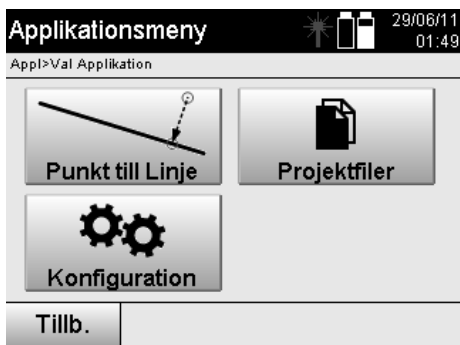 Applikationsmeny
29/06/11
01:49
Appl>Val Applikation
Punkt till Linje
Projektfiler
Konfiguration
Tillb.